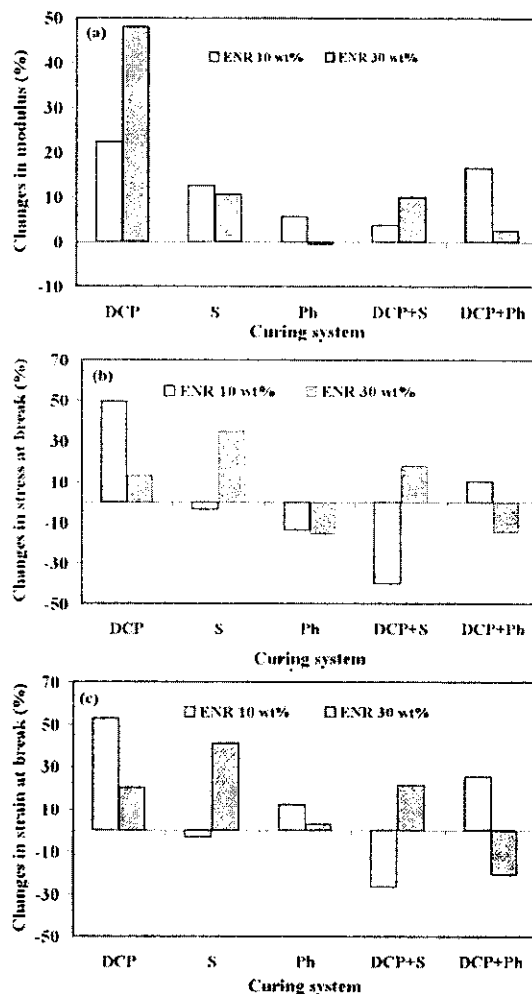 50
(a)
40
ENR 10 wt%
ENR 30 wt%
30
20
10
0
-10
Changes in modulus (%)
DCP
S
Ph
DCP+S
DCP+Ph
Curing system
70
(b)
50
ENR 10 wt%
ENR 30 wt%
30
10
-10
-30
-50
Changes in stress at break (%)
DCP
S
Ph
DCP+S
DCP+Ph
Curing system
70
(c)
50
ENR 10 wt%
ENR 30 wt%
30
10
-10
-30
-50
Changes in strain at break (%)
DCP
S
Ph
DCP+S
DCP+Ph
Curing system